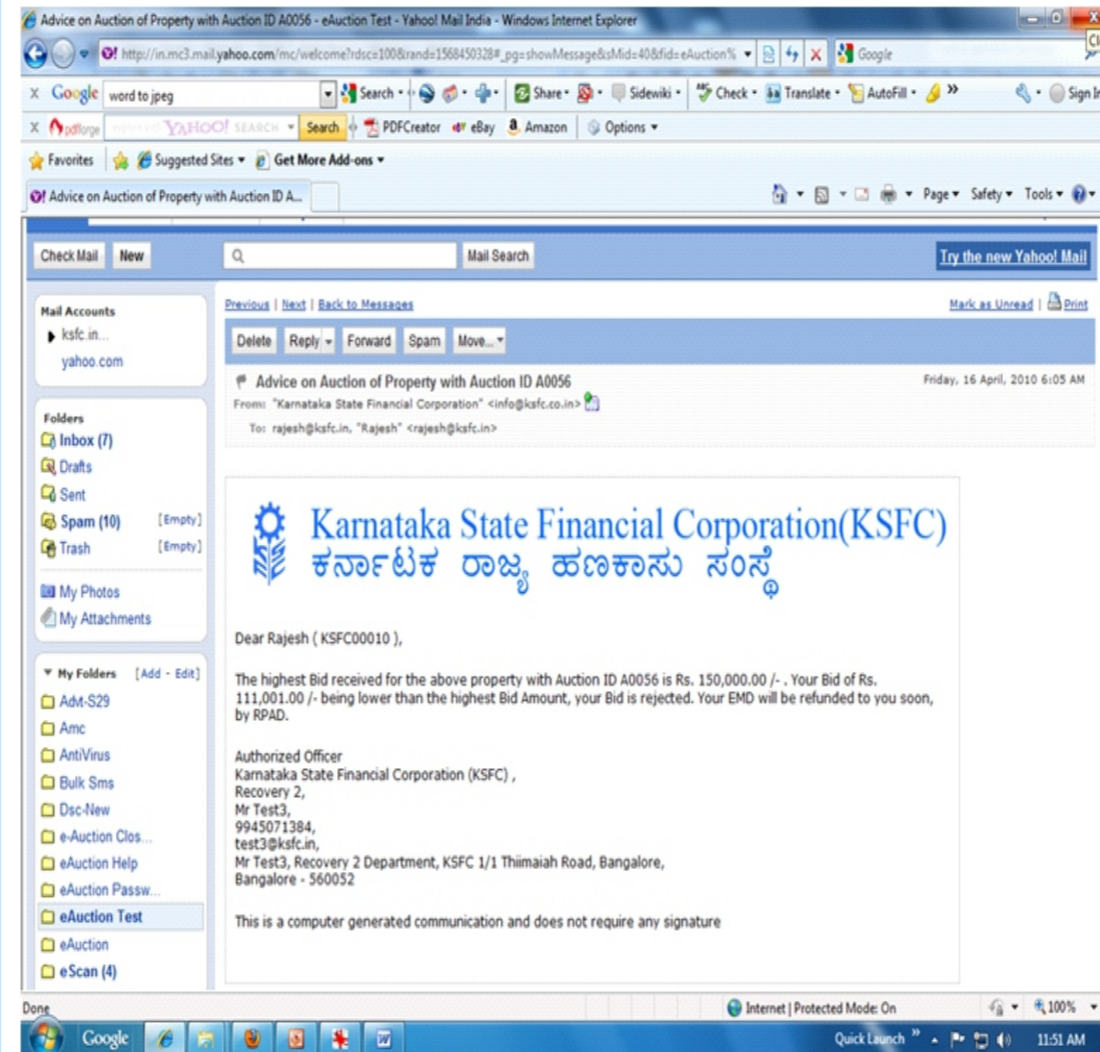 Advice on Auction of Property with Auction ID A0056 - eAuction Test - Yahoo! Mail India - Windows Internet Explorer
http://in.mc3.mail.yahoo.com/mc/welcome?rdsc=100&rand=1568450328#_pg=showMessage&sMid=40&fid=eAuction% Google
X Google word to jpeg Search Share Sidewiki Check Translate AutoFill » Sign In
X pdfforge YAHOO! SEARCH Search PDFCreator eBay Amazon Options
Favorites Suggested Sites Get More Add-ons
Advice on Auction of Property with Auction ID A... Page Safety Tools
Check Mail New Mail Search Try the new Yahoo! Mail
Mail Accounts
ksfc.in...
yahoo.com
Folders
Inbox (7)
Drafts
Sent
Spam (10) [Empty]
Trash [Empty]
My Photos
My Attachments
My Folders [Add - Edit]
Advt-S29
Amc
AntiVirus
Bulk Sms
Dsc-New
e-Auction Clos...
eAuction Help
eAuction Passw...
eAuction Test
eAuction
eScan (4)
Previous | Next | Back to Messages Mark as Unread | Print
Delete Reply Forward Spam Move...
Advice on Auction of Property with Auction ID A0056 Friday, 16 April, 2010 6:05 AM
From: "Karnataka State Financial Corporation" <info@ksfc.co.in>
To: rajesh@ksfc.in, "Rajesh" <rajesh@ksfc.in>
Karnataka State Financial Corporation(KSFC)
ಕರ್ನಾಟಕ ರಾಜ್ಯ ಹಣಕಾಸು ಸಂಸ್ಥೆ
Dear Rajesh ( KSFC00010 ),
The highest Bid received for the above property with Auction ID A0056 is Rs. 150,000.00 /- . Your Bid of Rs.
111,001.00 /- being lower than the highest Bid Amount, your Bid is rejected. Your EMD will be refunded to you soon,
by RPAD.
Authorized Officer
Karnataka State Financial Corporation (KSFC) ,
Recovery 2,
Mr Test3,
9945071384,
test3@ksfc.in,
Mr Test3, Recovery 2 Department, KSFC 1/1 Thiimaiah Road, Bangalore,
Bangalore - 560052
This is a computer generated communication and does not require any signature
Done Internet | Protected Mode: On 100%
Google Quick Launch » 11:51 AM